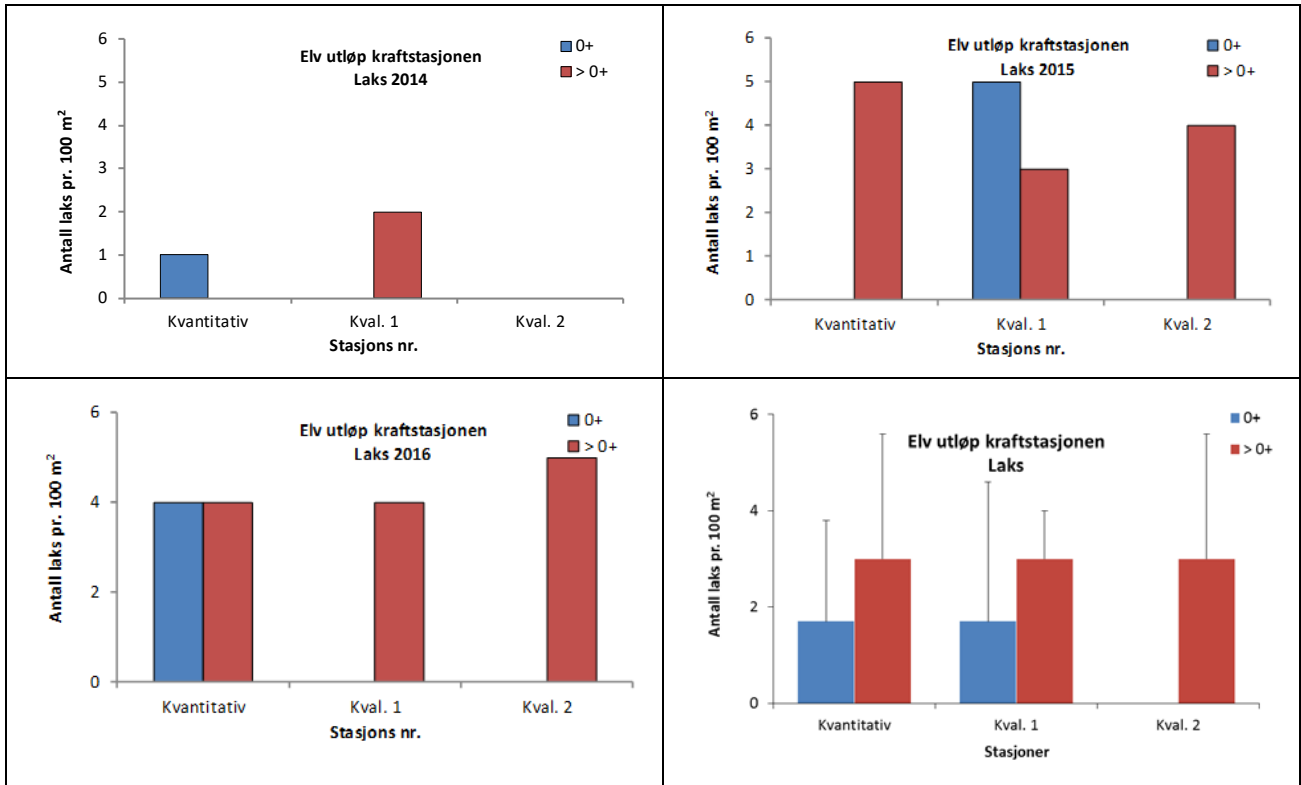 Elv utløp kraftstasjonen
Laks 2014
0+
> 0+
Antall laks pr. 100 m²
6
5
4
3
2
1
0
Kvantitativ Kval. 1 Kval. 2
Stasjons nr.
Elv utløp kraftstasjonen
Laks 2015
0+
> 0+
Antall laks pr. 100 m²
6
5
4
3
2
1
0
Kvantitativ Kval. 1 Kval. 2
Stasjons nr.
Elv utløp kraftstasjonen
Laks 2016
0+
> 0+
Antall laks pr. 100 m²
6
4
2
0
Kvantitativ Kval. 1 Kval. 2
Stasjons nr.
Elv utløp kraftstasjonen
Laks
0+
> 0+
Antall laks pr. 100 m²
6
4
2
0
Kvantitativ Kval. 1 Kval. 2
Stasjoner